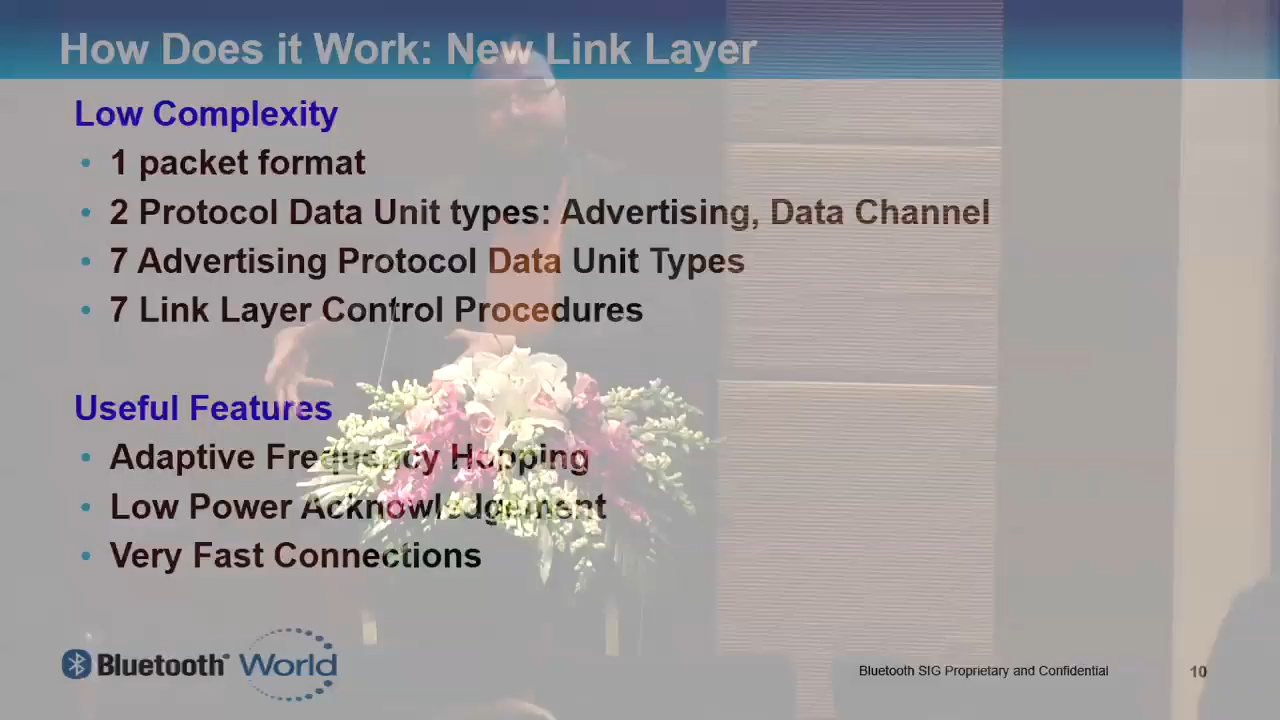 How Does it Work: New Link Layer
Low Complexity
• 1 packet format
• 2 Protocol Data Unit types: Advertising, Data Channel
• 7 Advertising Protocol Data Unit Types
• 7 Link Layer Control Procedures
Useful Features
• Adaptive Frequency Hopping
• Low Power Acknowledgement
• Very Fast Connections
Bluetooth World
Bluetooth SIG Proprietary and Confidential
10